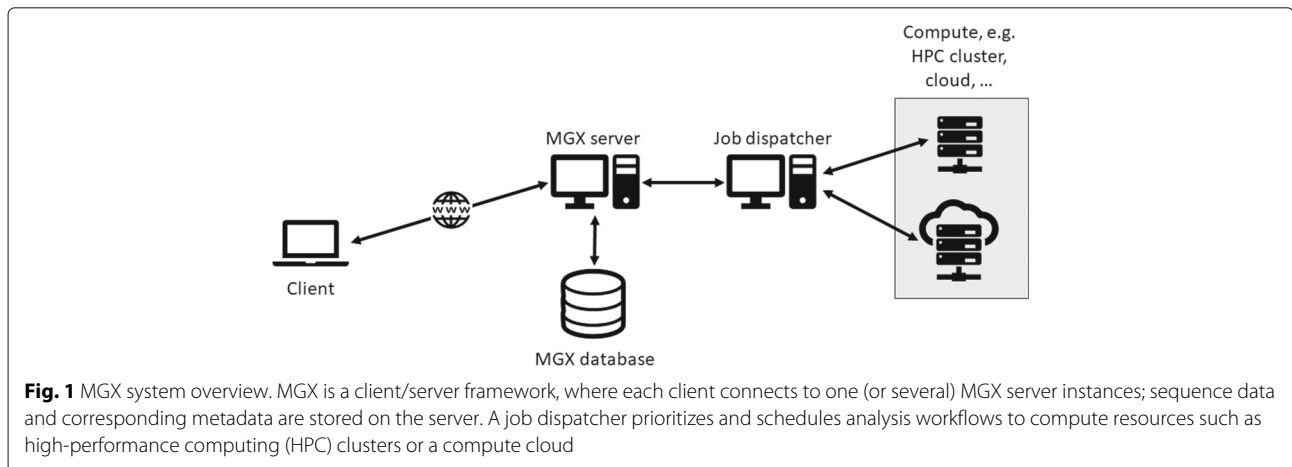 Compute, e.g.
HPC cluster,
cloud, ...
MGX server
Job dispatcher
www
Client
MGX database
Fig. 1 MGX system overview. MGX is a client/server framework, where each client connects to one (or several) MGX server instances; sequence data
and corresponding metadata are stored on the server. A job dispatcher prioritizes and schedules analysis workflows to compute resources such as
high-performance computing (HPC) clusters or a compute cloud